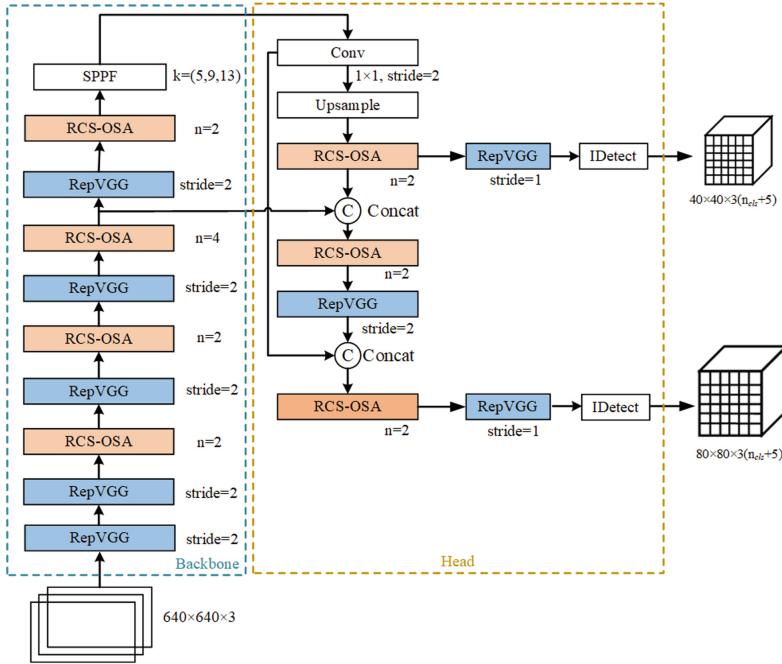 SPPF k=(5,9,13)
RCS-OSA n=2
RepVGG stride=2
RCS-OSA n=4
RepVGG stride=2
RCS-OSA n=2
RepVGG stride=2
RCS-OSA n=2
RepVGG stride=2
RepVGG stride=2
Backbone
640×640×3
Conv
1×1, stride=2
Upsample
RCS-OSA
n=2
RepVGG
stride=1
IDetect
40×40×3(n_cls+5)
C Concat
RCS-OSA
n=2
RepVGG
stride=2
C Concat
RCS-OSA
n=2
RepVGG
stride=1
IDetect
80×80×3(n_cls+5)
Head